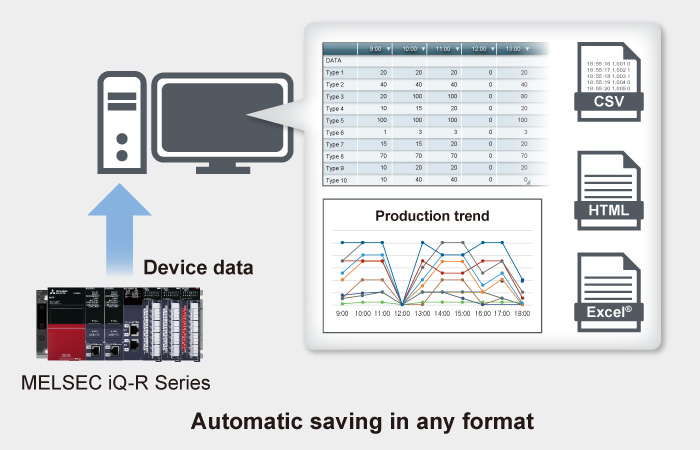 9:00 10:00 11:00 12:00 13:00
DATA
Type 1 20 20 20 0 20
Type 2 40 40 40 0 40
Type 3 20 100 100 0 80
Type 4 10 15 20 0 20
Type 5 100 100 100 0 100
Type 6 1 3 3 0 3
Type 7 15 15 20 0 20
Type 8 70 70 70 0 70
Type 9 10 20 20 0 20
Type 10 10 40 40 0 0
18:55:16 1,001 0
18:55:17 1,002 1
18:55:18 1,003 1
18:55:19 1,004 0
18:55:20 1,005 0
CSV
HTML
Excel®
Production trend
9:00 10:00 11:00 12:00 13:00 14:00 15:00 16:00 17:00 18:00
Device data
MELSEC iQ-R Series
Automatic saving in any format